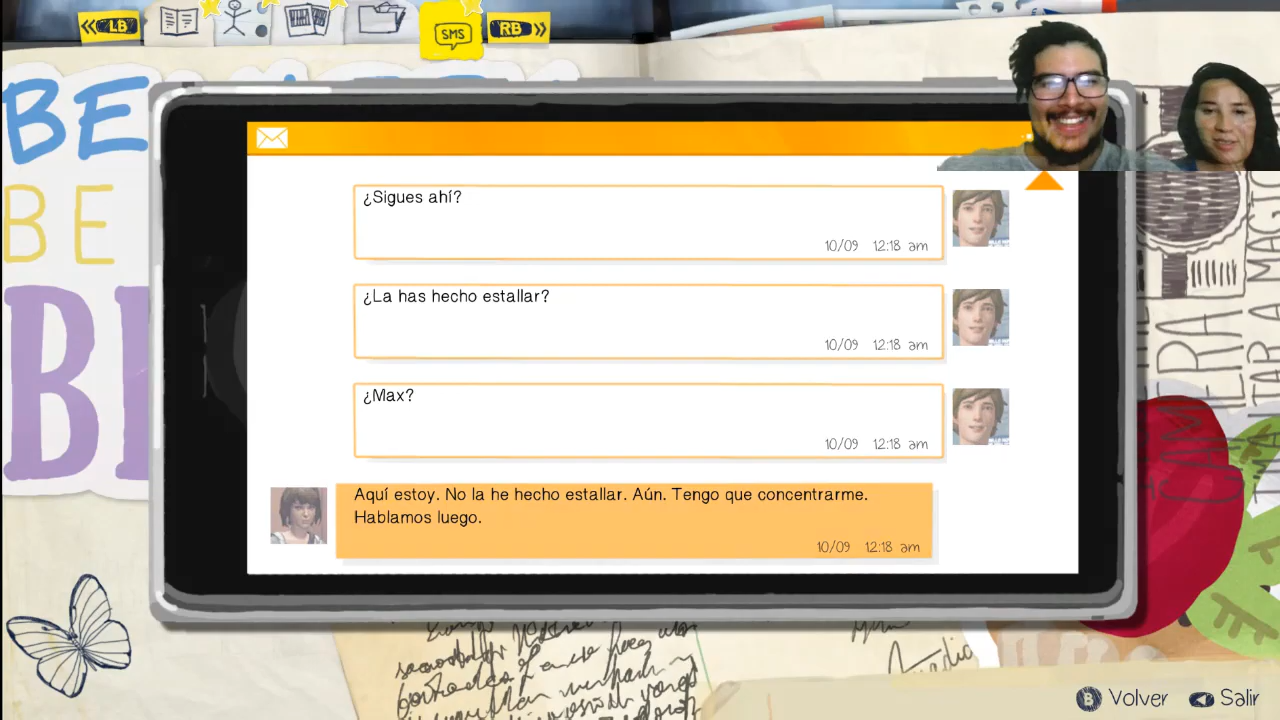 LB
SMS
RB
BE
BE
¿Sigues ahí?
10/09 12:18 am
¿La has hecho estallar?
10/09 12:18 am
¿Max?
10/09 12:18 am
Aquí estoy. No la he hecho estallar. Aún. Tengo que concentrarme.
Hablamos luego.
10/09 12:18 am
B Volver
Salir